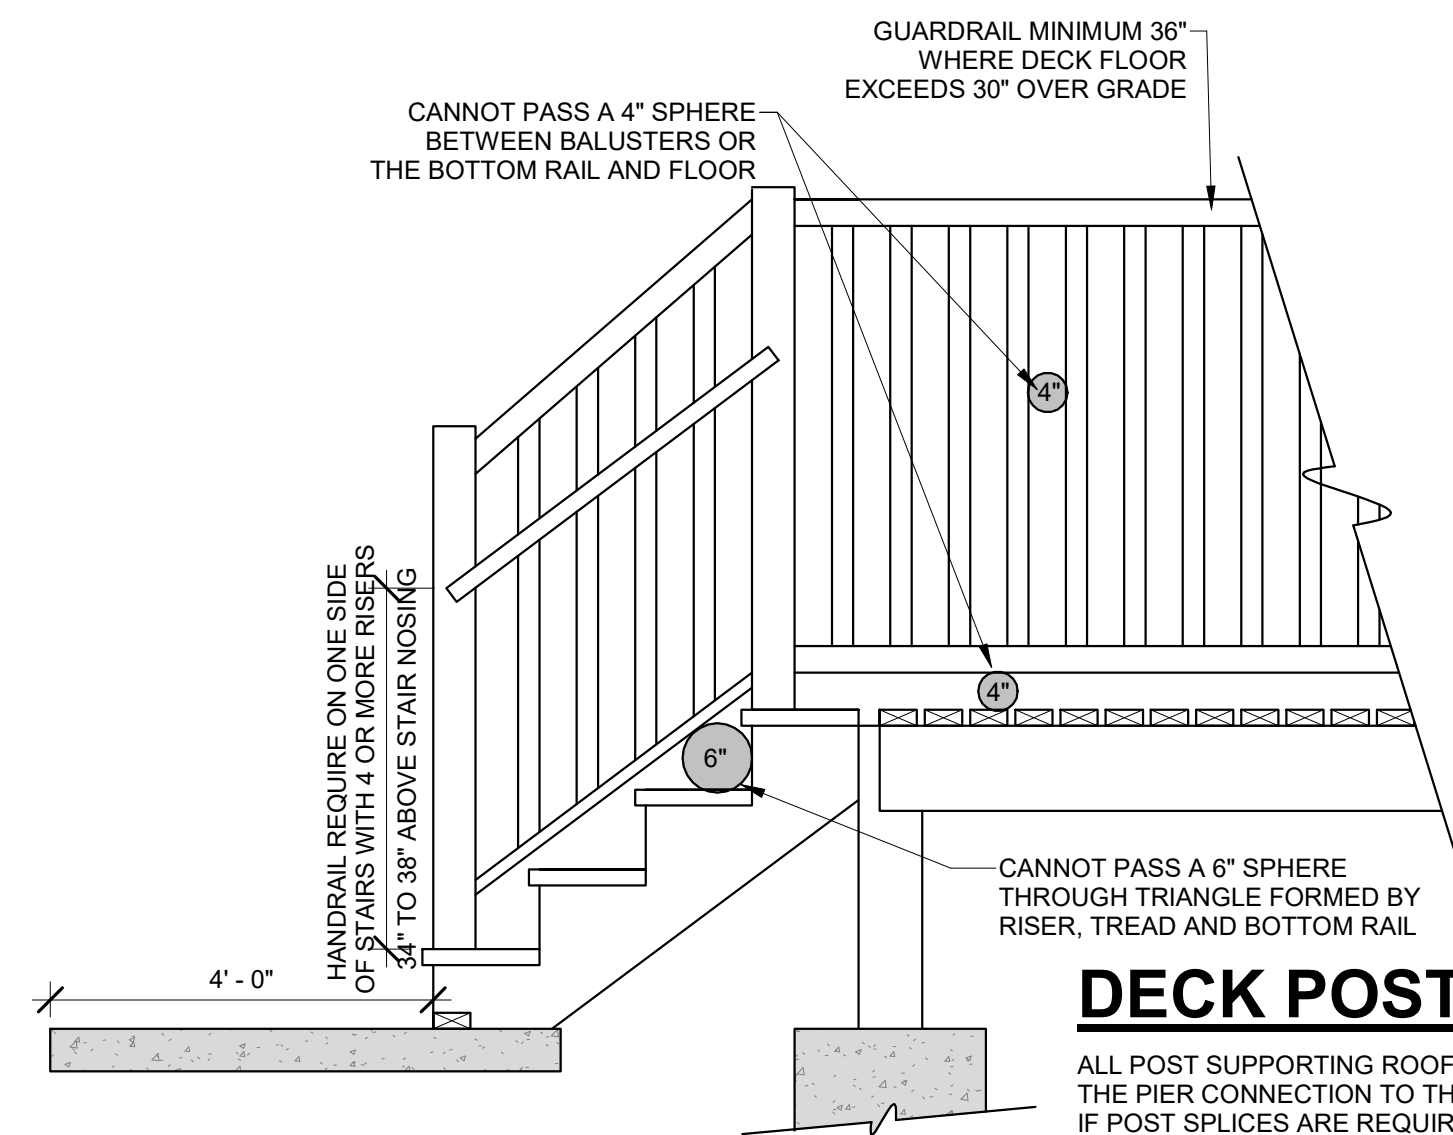 GUARDRAIL MINIMUM 36"
WHERE DECK FLOOR
EXCEEDS 30" OVER GRADE
CANNOT PASS A 4" SPHERE
BETWEEN BALUSTERS OR
THE BOTTOM RAIL AND FLOOR
4"
4"
6"
HANDRAIL REQUIRE ON ONE SIDE
OF STAIRS WITH 4 OR MORE RISERS
34" TO 38" ABOVE STAIR NOSING
CANNOT PASS A 6" SPHERE
THROUGH TRIANGLE FORMED BY
RISER, TREAD AND BOTTOM RAIL
4' - 0"
DECK POST
ALL POST SUPPORTING ROOF
THE PIER CONNECTION TO TH
IF POST SPLICES ARE REQUIR